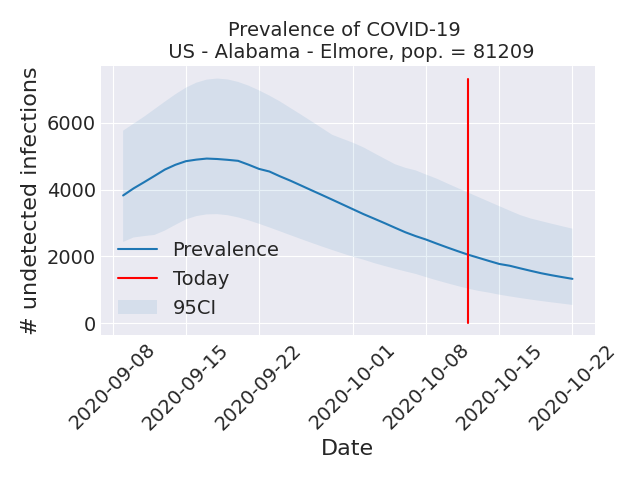 Prevalence of COVID-19
US - Alabama - Elmore, pop. = 81209
# undetected infections
6000
4000
2000
0
Prevalence
Today
95CI
2020-09-08
2020-09-15
2020-09-22
2020-10-01
2020-10-08
2020-10-15
2020-10-22
Date